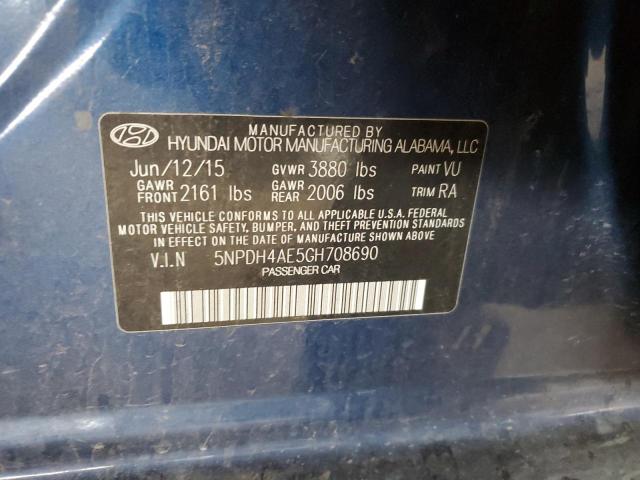 MANUFACTURED BY
HYUNDAI MOTOR MANUFACTURING ALABAMA, LLC
Jun/12/15 GVWR 3880 lbs PAINT VU
GAWR FRONT 2161 lbs GAWR REAR 2006 lbs TRIM RA
THIS VEHICLE CONFORMS TO ALL APPLICABLE U.S.A. FEDERAL
MOTOR VEHICLE SAFETY, BUMPER, AND THEFT PREVENTION STANDARDS
IN EFFECT ON THE DATE OF MANUFACTURE SHOWN ABOVE.
V.I.N 5NPDH4AE5GH708690
PASSENGER CAR